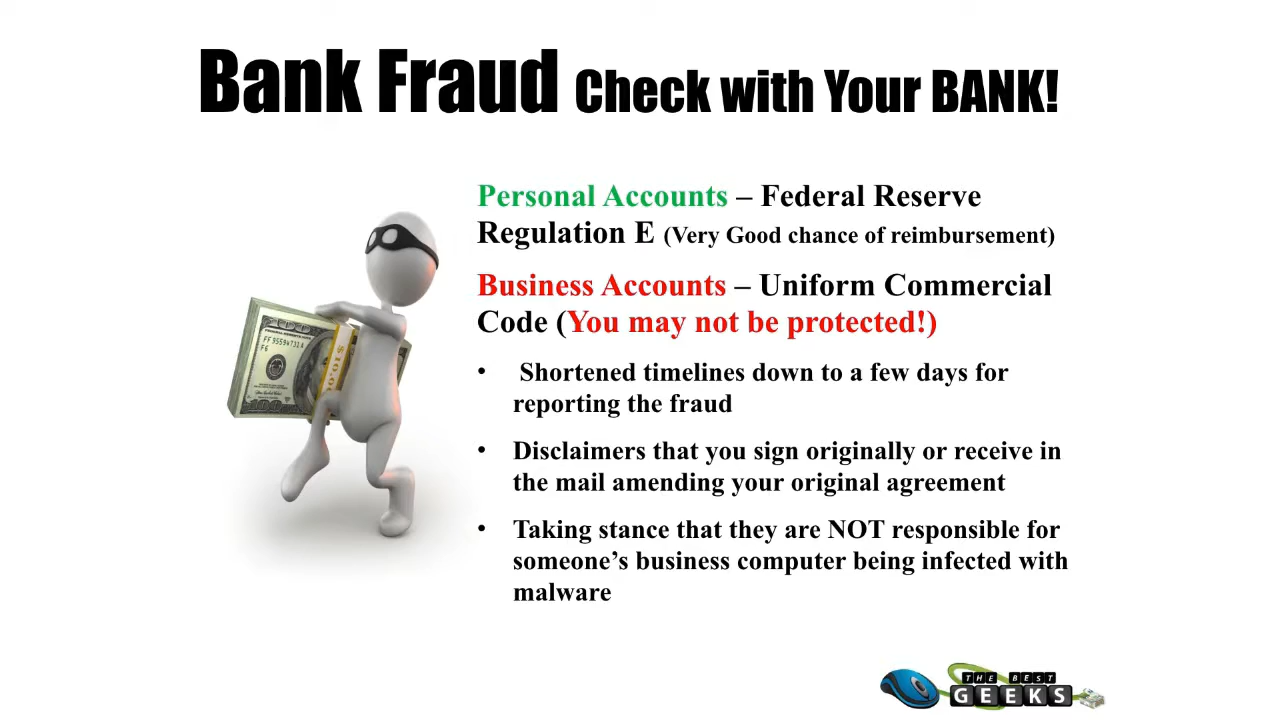 Bank Fraud Check with Your BANK!
Personal Accounts – Federal Reserve
Regulation E (Very Good chance of reimbursement)
Business Accounts – Uniform Commercial
Code (You may not be protected!)
• Shortened timelines down to a few days for
reporting the fraud
• Disclaimers that you sign originally or receive in
the mail amending your original agreement
• Taking stance that they are NOT responsible for
someone’s business computer being infected with
malware
THE BEST
GEEKS